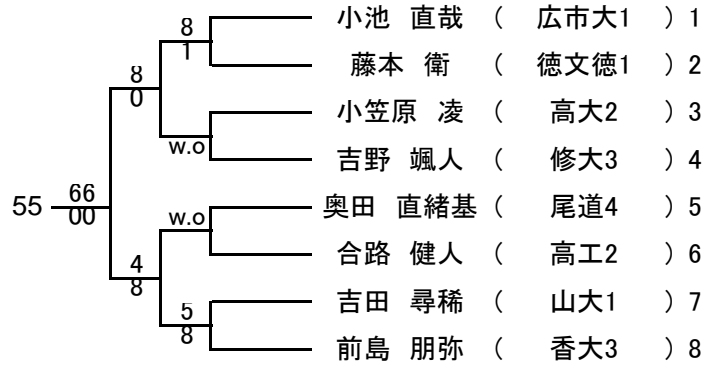 小池 直哉 ( 広市大1 ) 1
8
1
藤本 衛 ( 徳文徳1 ) 2
8
0
小笠原 凌 ( 高大2 ) 3
w.o
吉野 颯人 ( 修大3 ) 4
55
66
00
奥田 直緒基 ( 尾道4 ) 5
w.o
合路 健人 ( 高工2 ) 6
4
8
吉田 尋稀 ( 山大1 ) 7
5
8
前島 朋弥 ( 香大3 ) 8